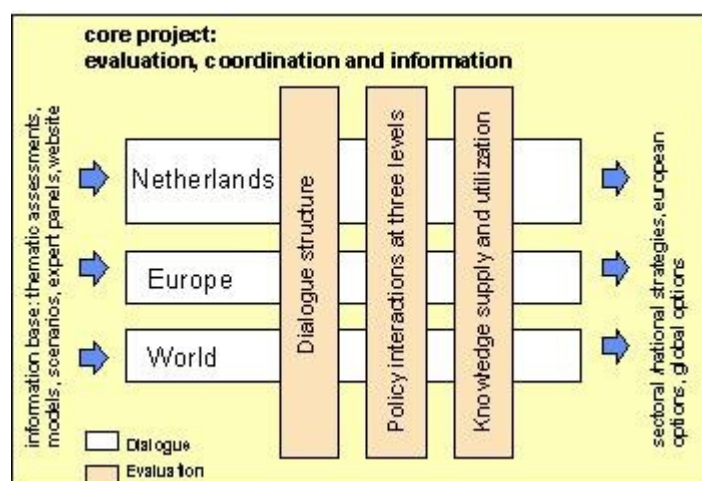 core project:
evaluation, coordination and information
information base: thematic assessments,
models, scenarios, expert panels, website
Netherlands
Europe
World
Dialogue structure
Policy interactions at three levels
Knowledge supply and utilization
sectoral /national strategies, european
options, global options
Dialogue
Evaluation